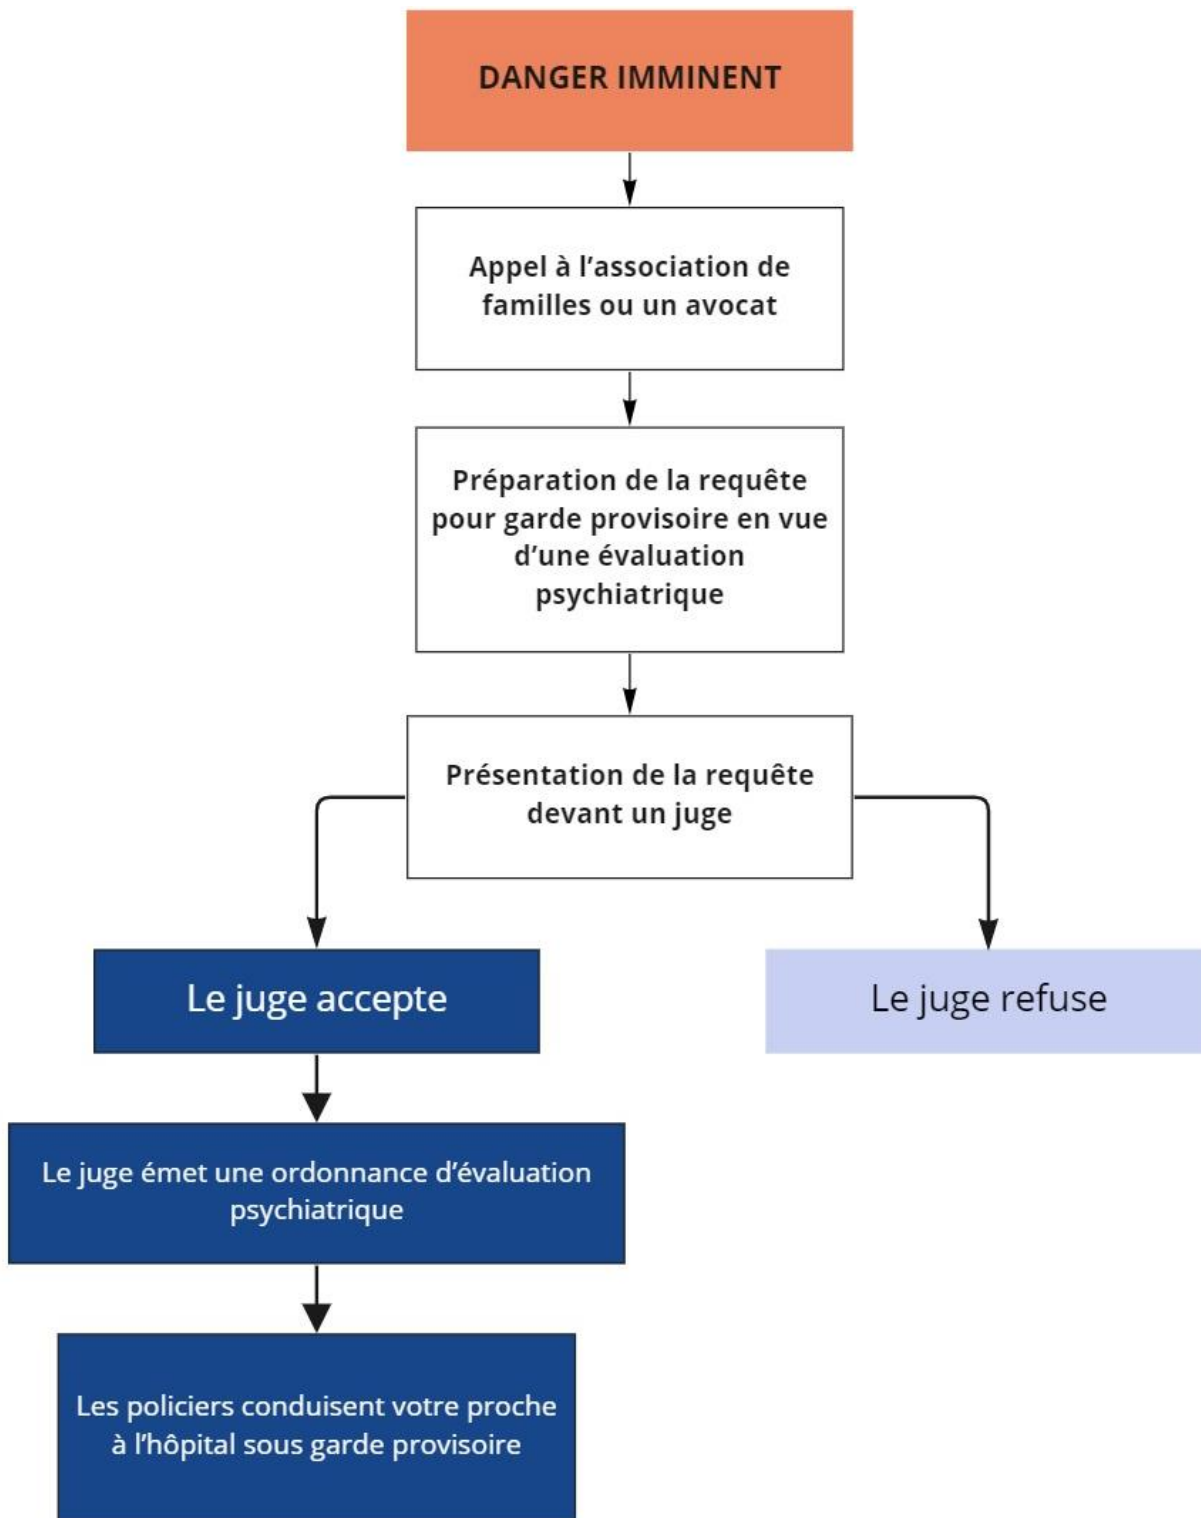 DANGER IMMINENT
Appel à l’association de
familles ou un avocat
Préparation de la requête
pour garde provisoire en vue
d’une évaluation
psychiatrique
Présentation de la requête
devant un juge
Le juge accepte
Le juge refuse
Le juge émet une ordonnance d’évaluation
psychiatrique
Les policiers conduisent votre proche
à l’hôpital sous garde provisoire